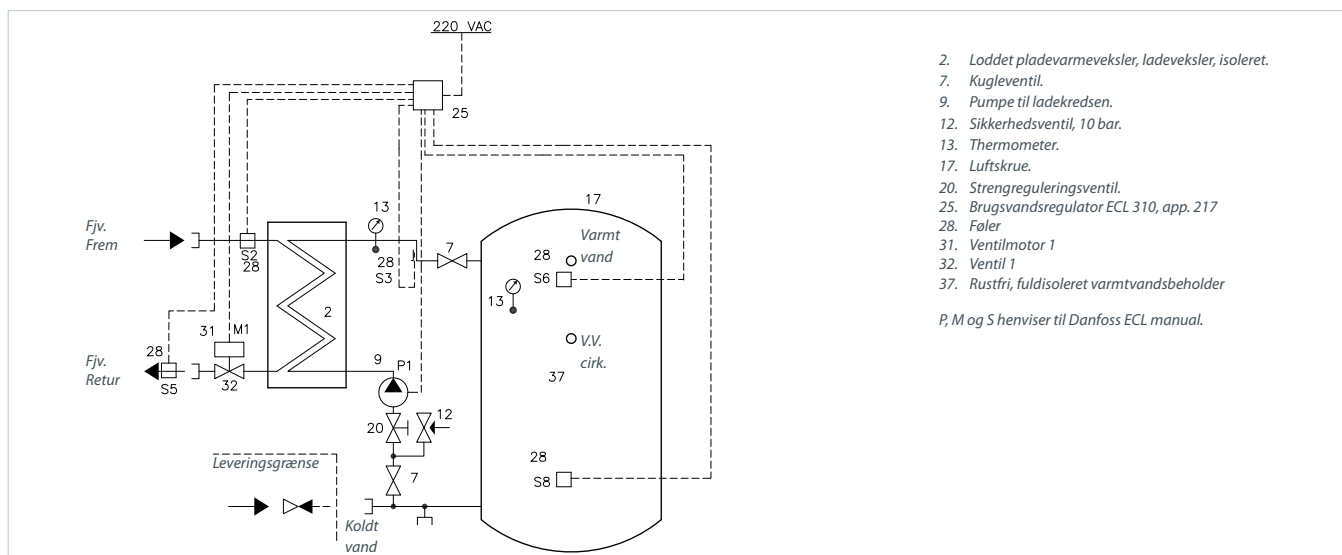 220 VAC
25
13
17
Fjv.
Frem
S2
28
28
S3
7
28
Varmt
vand
S6
13
2
31
M1
28
Fjv.
Retur
S5
32
9
P1
V.V.
cirk.
37
20
12
Leveringsgrænse
7
28
S8
Koldt
vand
2. Loddet pladevarmeveksler, ladeveksler, isoleret.
7. Kugleventil.
9. Pumpe til ladekredsen.
12. Sikkerhedsventil, 10 bar.
13. Thermometer.
17. Luftskrue.
20. Strengreguleringsventil.
25. Brugsvandsregulator ECL 310, app. 217
28. Føler
31. Ventilmotor 1
32. Ventil 1
37. Rustfri, fuldisoleret varmtvandsbeholder
P, M og S henviser til Danfoss ECL manual.